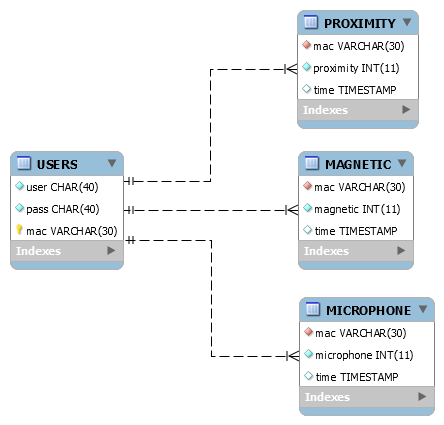 PROXIMITY
mac VARCHAR(30)
proximity INT(11)
time TIMESTAMP
Indexes
USERS
user CHAR(40)
pass CHAR(40)
mac VARCHAR(30)
Indexes
MAGNETIC
mac VARCHAR(30)
magnetic INT(11)
time TIMESTAMP
Indexes
MICROPHONE
mac VARCHAR(30)
microphone INT(11)
time TIMESTAMP
Indexes